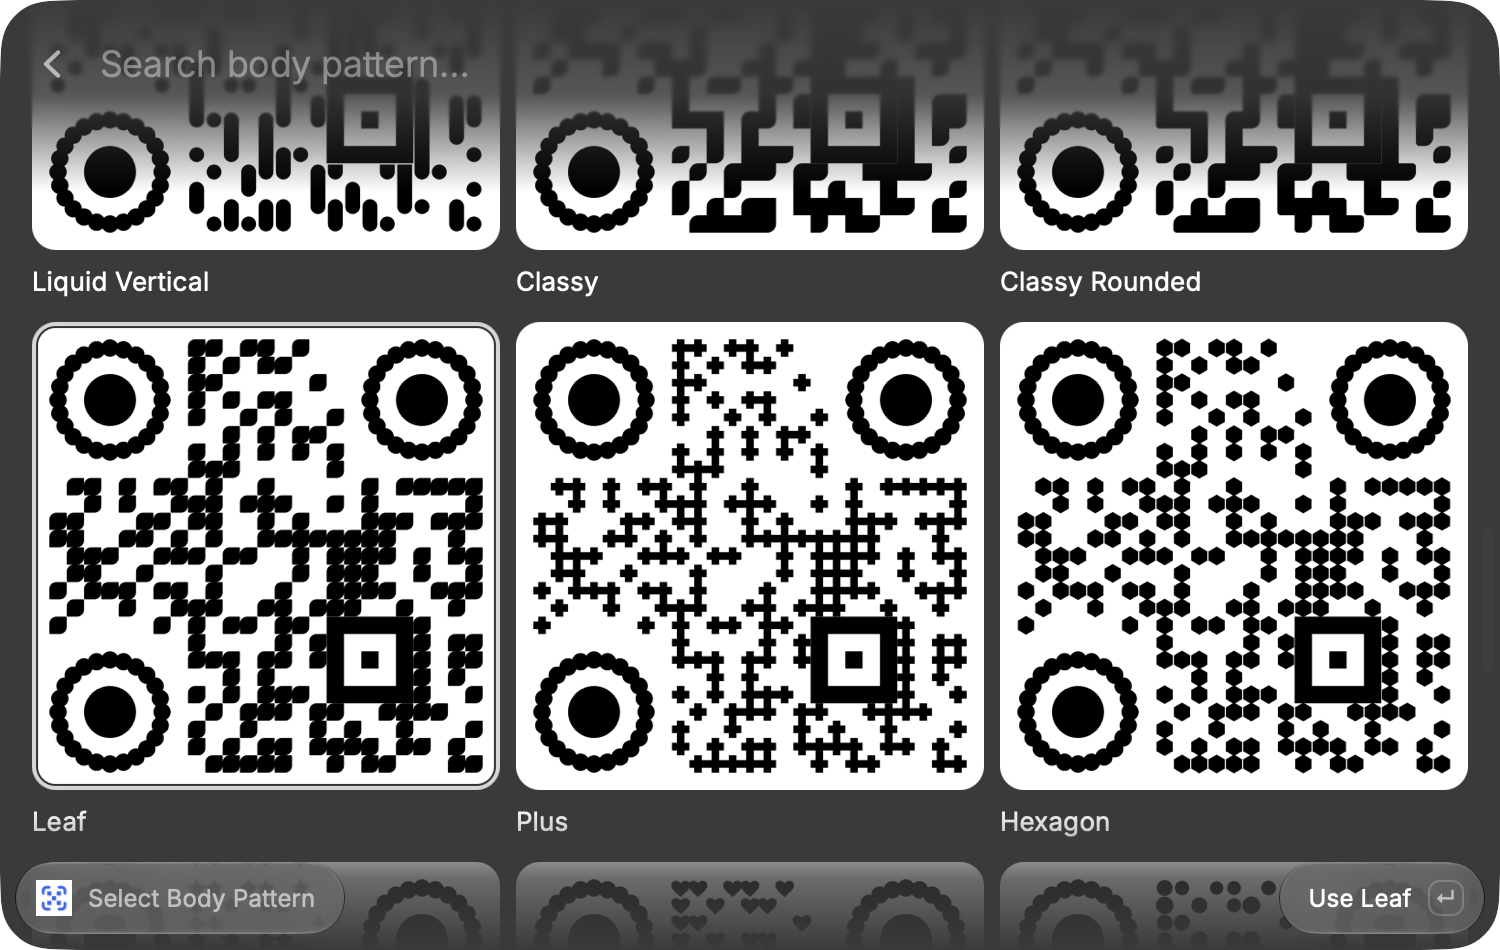 Search body pattern...
Liquid Vertical
Classy
Classy Rounded
Leaf
Plus
Hexagon
Select Body Pattern
Use Leaf